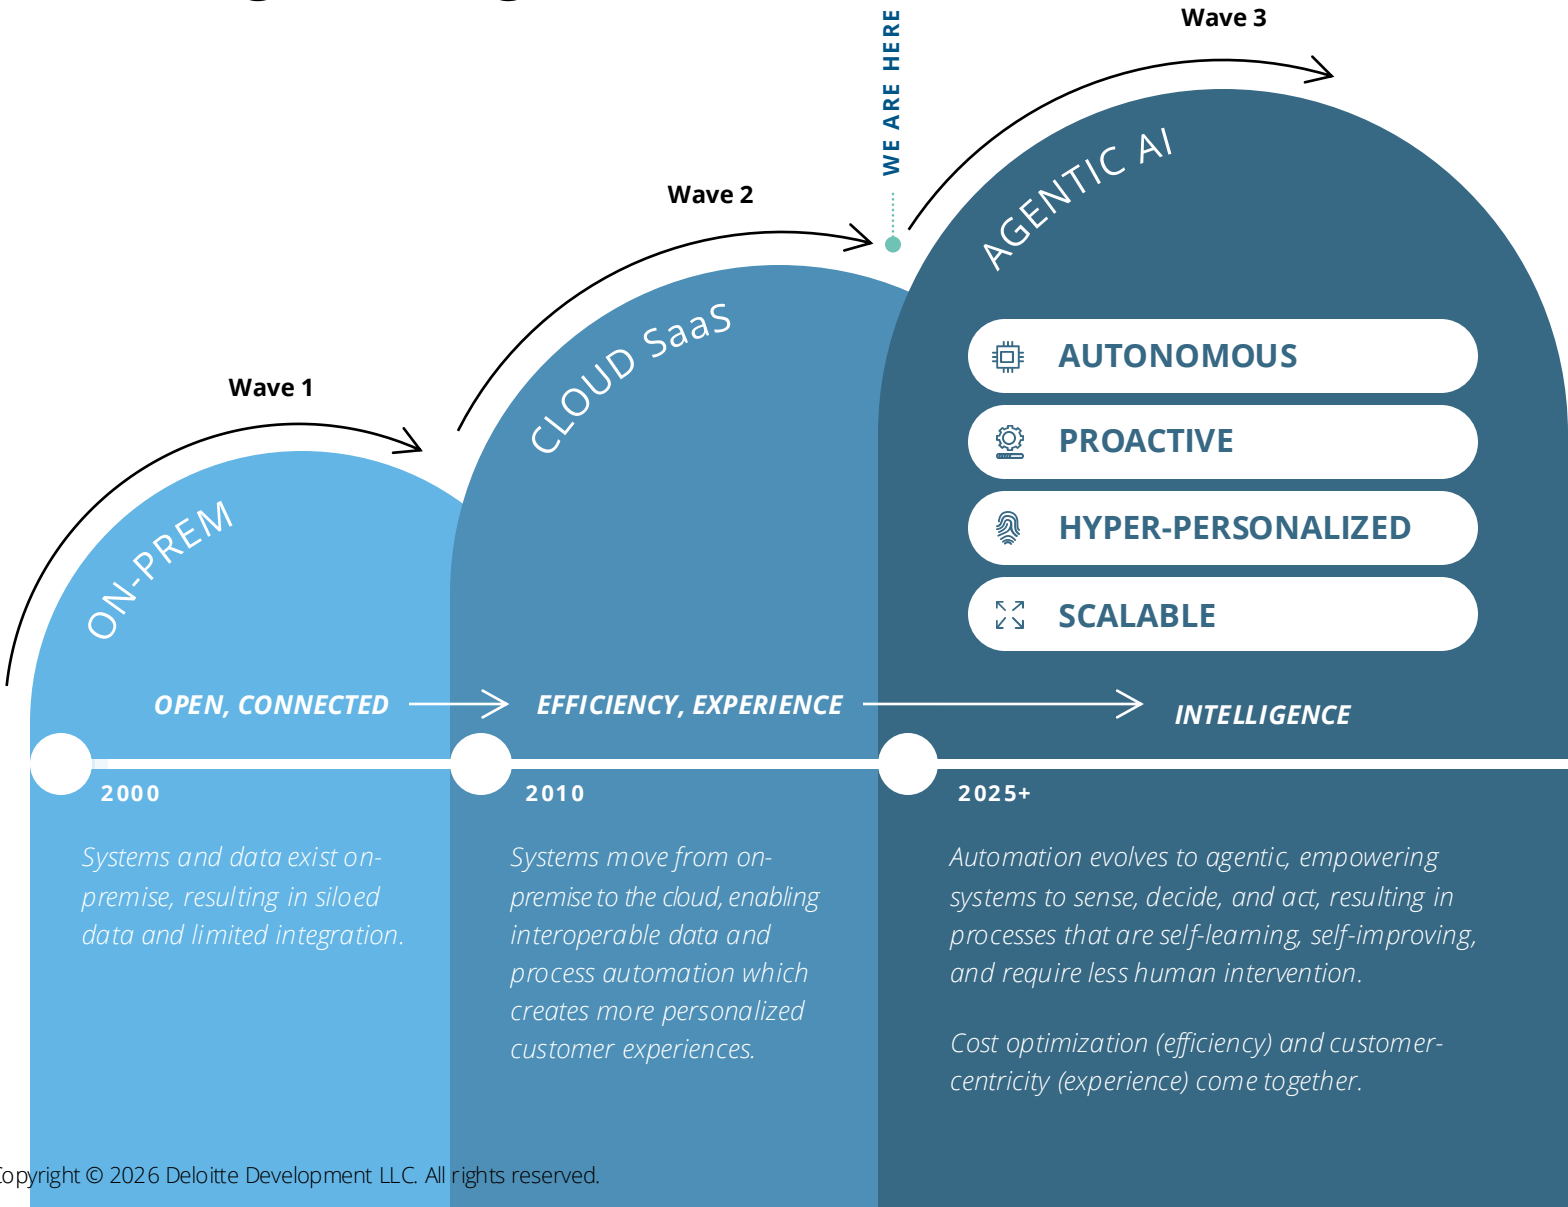 WE ARE HERE
Wave 3
Wave 2
Wave 1
AGENTIC AI
CLOUD SaaS
ON-PREM
AUTONOMOUS
PROACTIVE
HYPER-PERSONALIZED
SCALABLE
OPEN, CONNECTED
EFFICIENCY, EXPERIENCE
INTELLIGENCE
2000
Systems and data exist on-
premise, resulting in siloed
data and limited integration.
2010
Systems move from on-
premise to the cloud, enabling
interoperable data and
process automation which
creates more personalized
customer experiences.
2025+
Automation evolves to agentic, empowering
systems to sense, decide, and act, resulting in
processes that are self-learning, self-improving,
and require less human intervention.
Cost optimization (efficiency) and customer-
centricity (experience) come together.
Copyright © 2026 Deloitte Development LLC. All rights reserved.